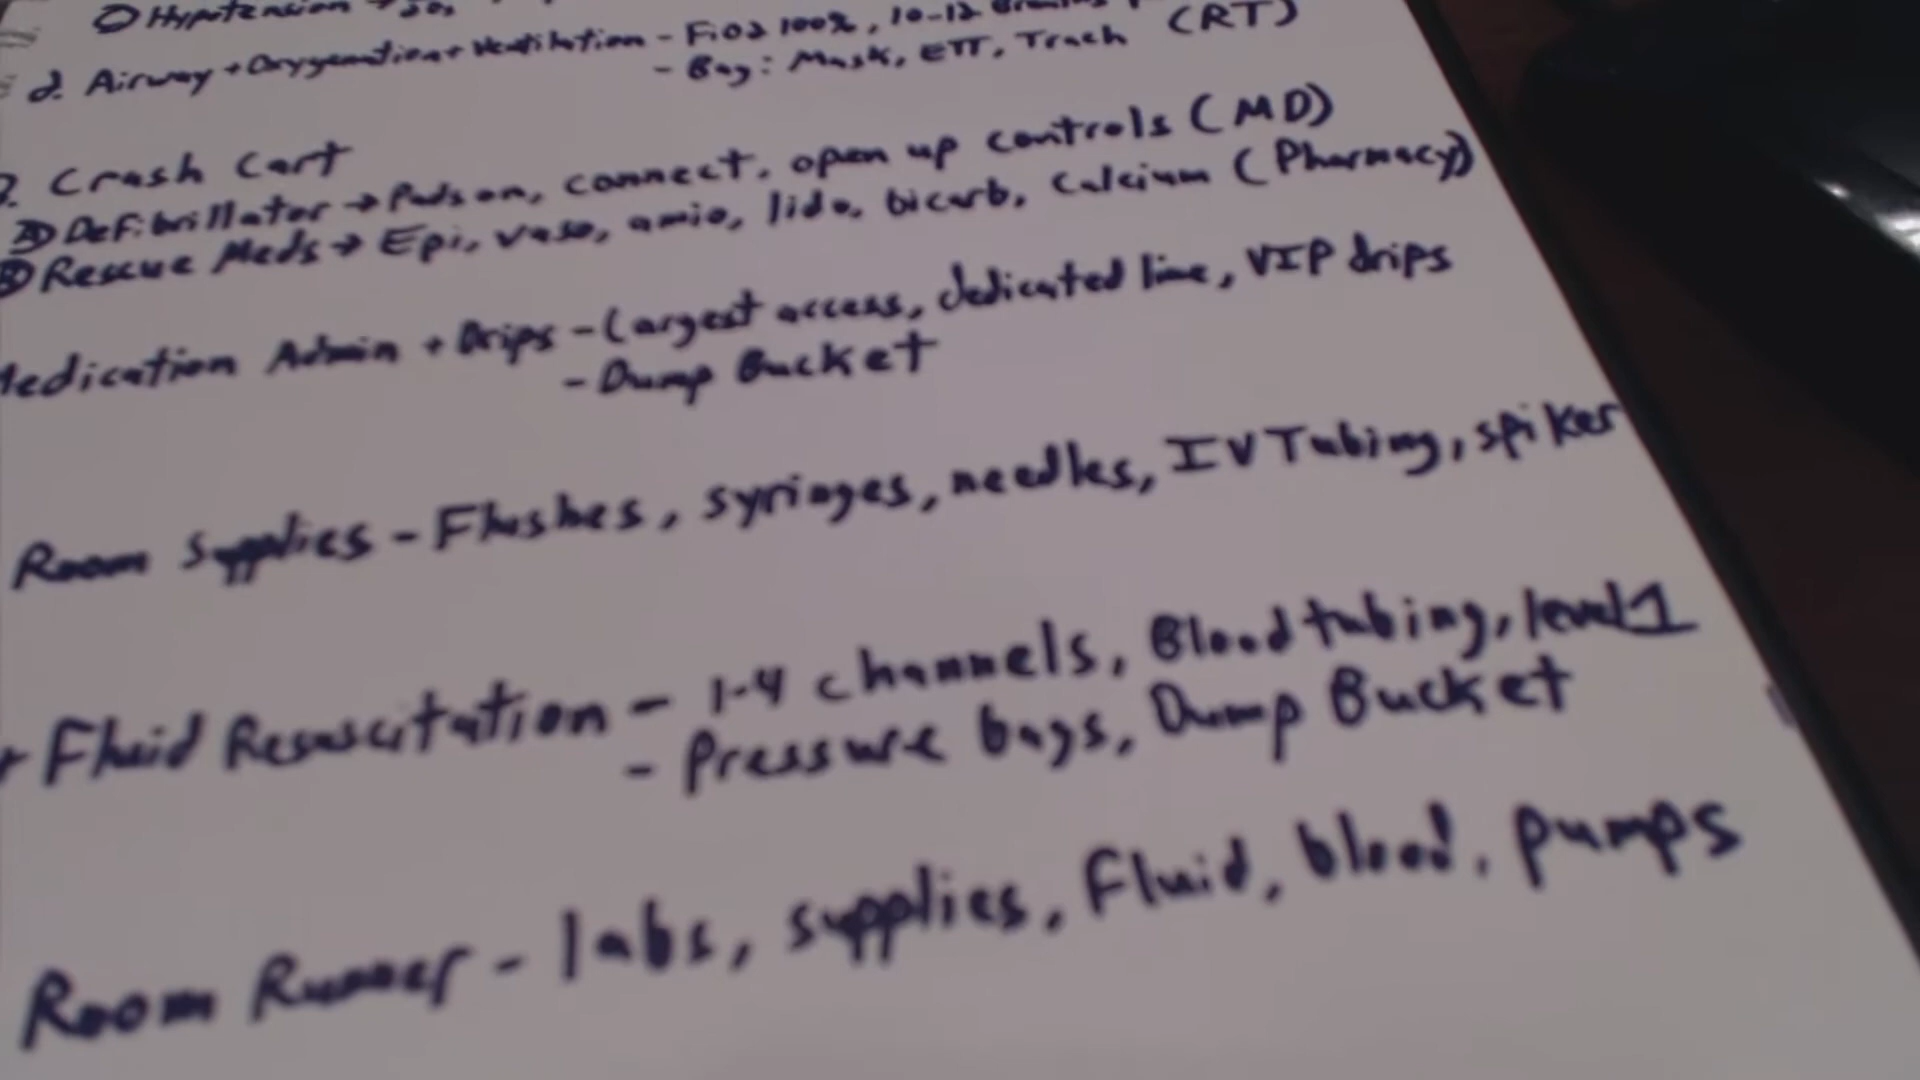 Hypotension → 20,
2. Airway + Oxygenation + Ventilation - FiO2 100%, 10-12
- Bag: Mask, ETT, Trach (RT)
. Crash Cart
A) Defibrillator → Pads on, connect, open up controls (MD)
B) Rescue Meds → Epi, vaso, amio, lido, bicarb, Calcium (Pharmacy)
Medication Admin + Drips - Largest access, dedicated line, VIP drips
- Dump Bucket
Room Supplies - Flushes, syringes, needles, IV Tubing, spikes
+ Fluid Resuscitation - 1-4 channels, Blood tubing, level 1
- Pressure bags, Dump Bucket
Room Runner - labs, supplies, Fluid, blood, pumps